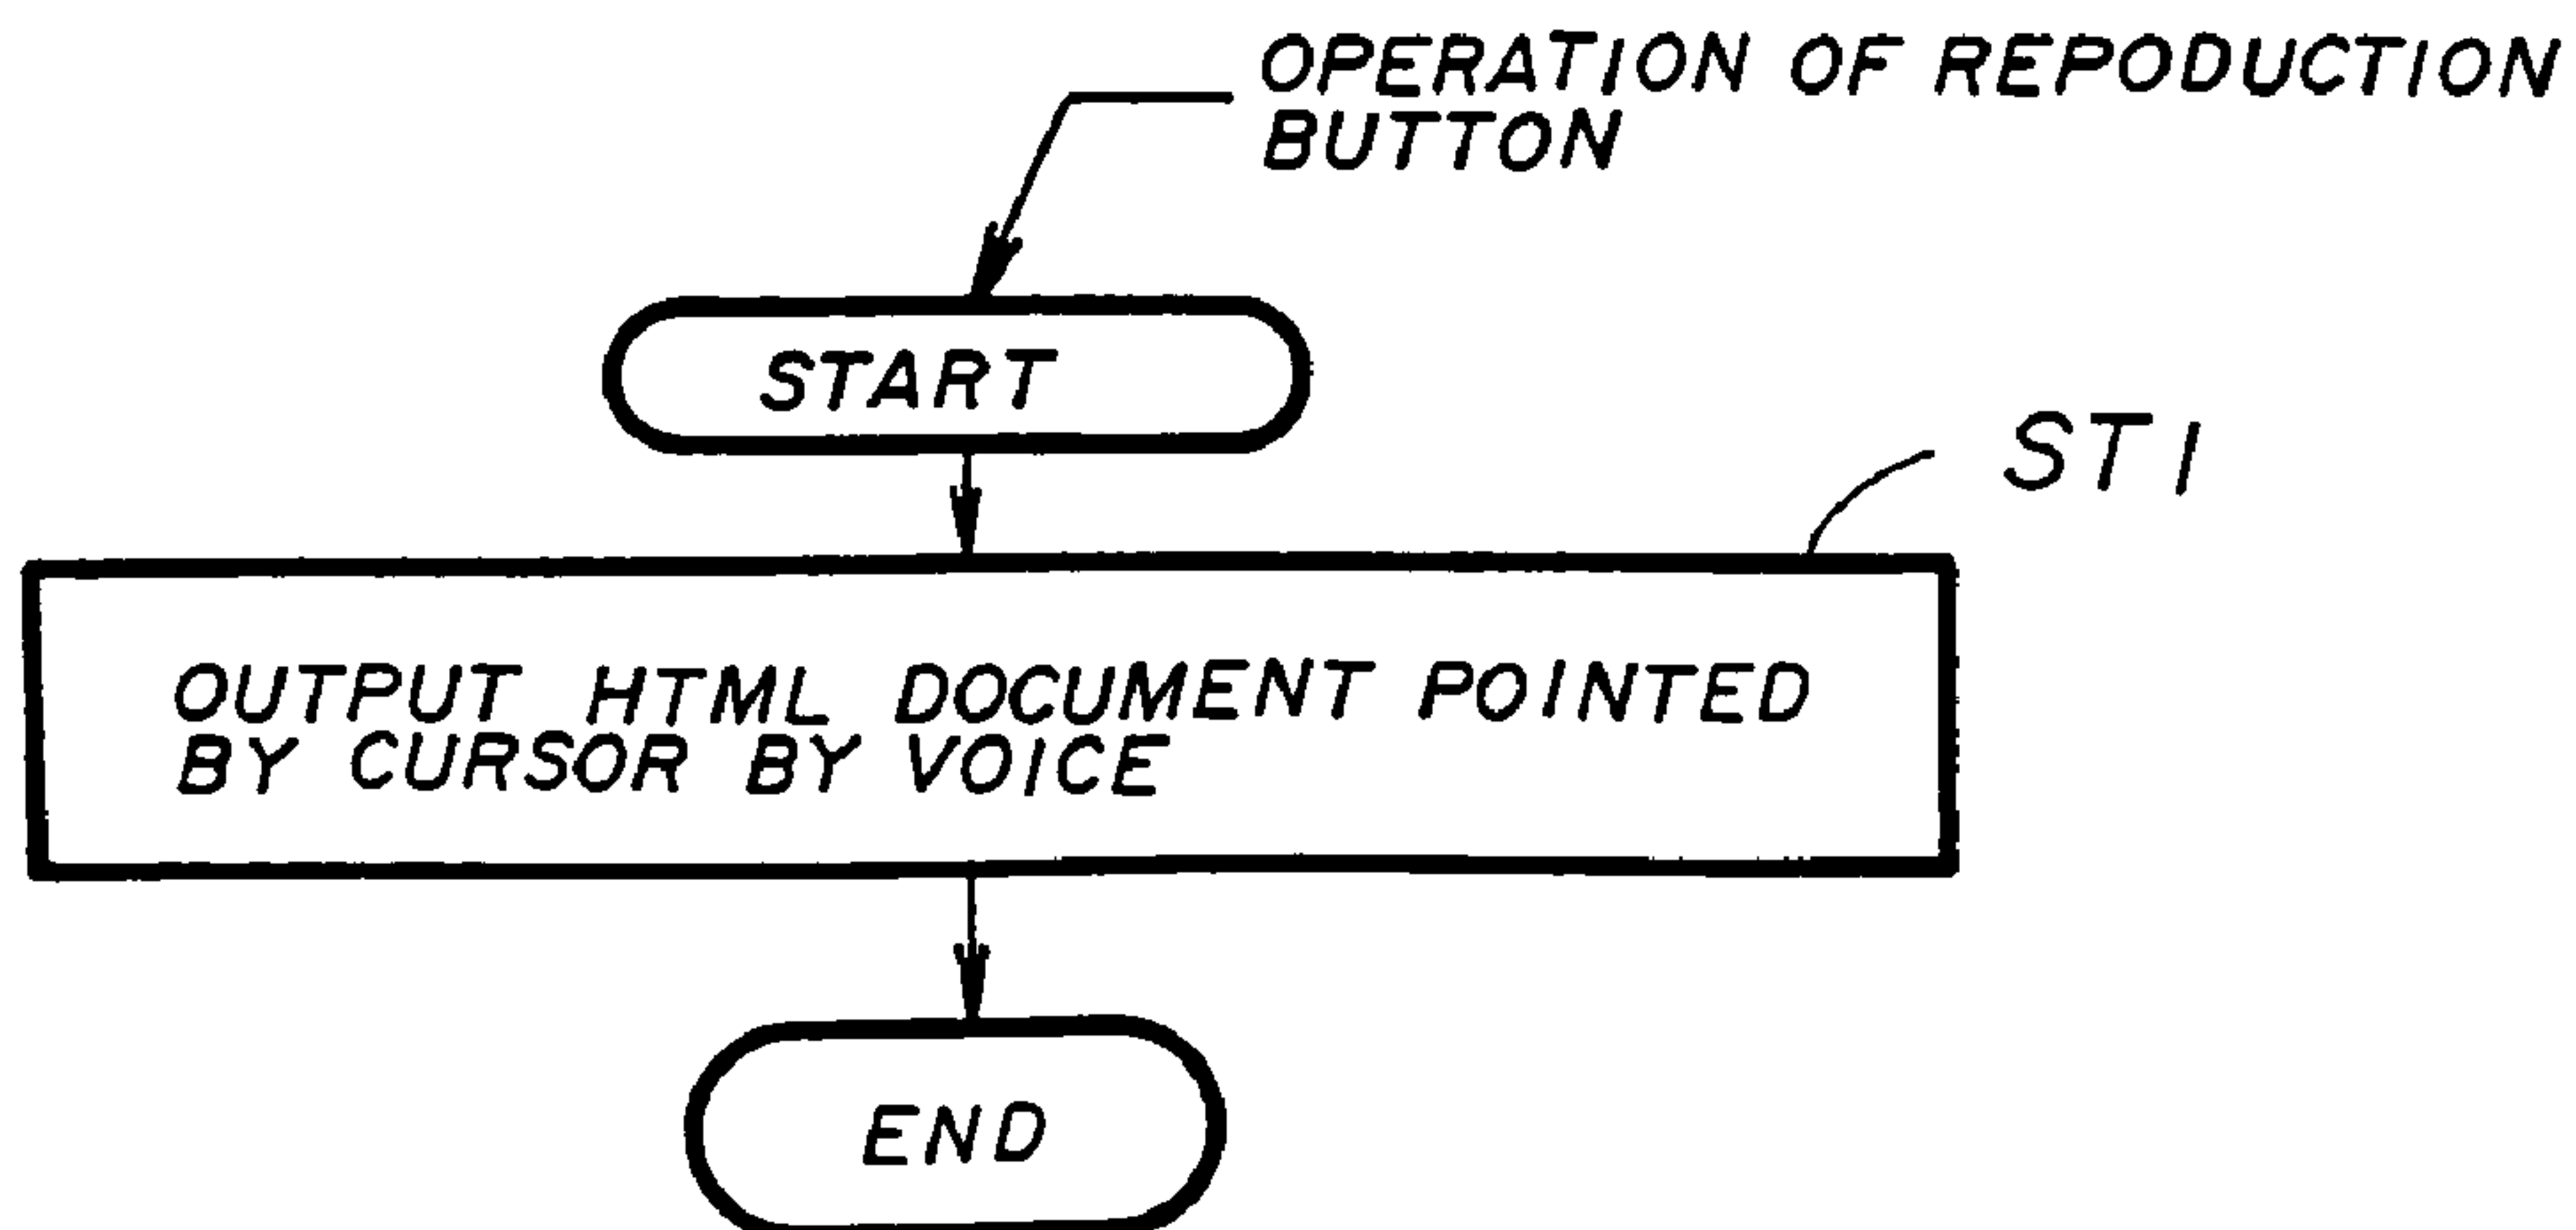 OPERATION OF REPODUCTION
BUTTON
START
ST1
OUTPUT HTML DOCUMENT POINTED
BY CURSOR BY VOICE
END